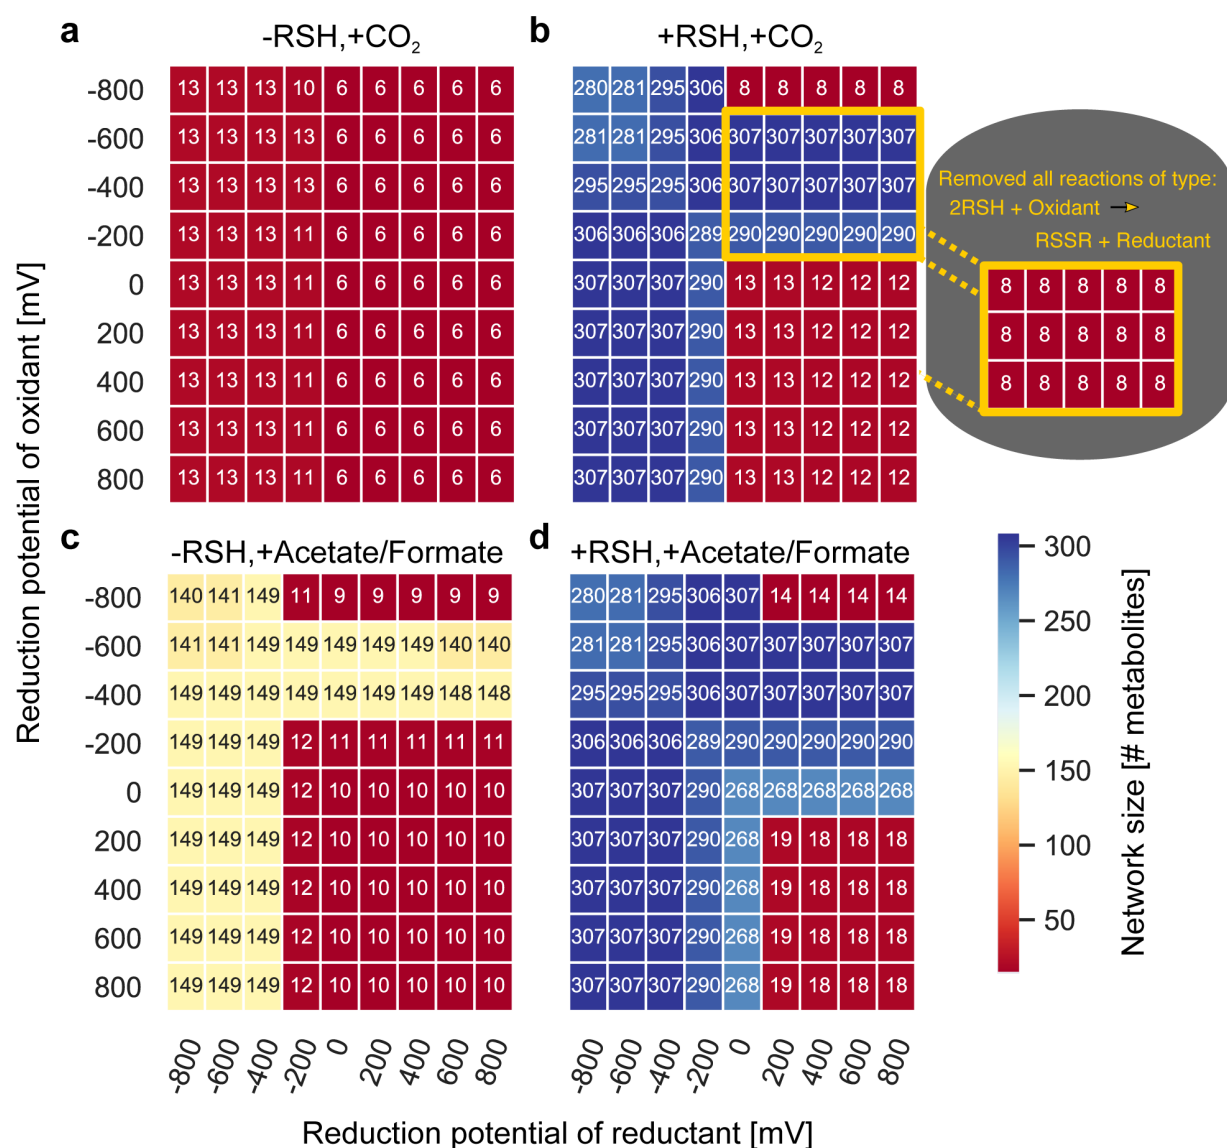 a -RSH,+CO2
b +RSH,+CO2
Reduction potential of oxidant [mV]
-800 13 13 13 10 6 6 6 6 6 280 281 295 306 8 8 8 8 8
-600 13 13 13 13 6 6 6 6 6 281 281 295 306 307 307 307 307 307
-400 13 13 13 13 6 6 6 6 6 295 295 295 306 307 307 307 307 307
-200 13 13 13 11 6 6 6 6 6 306 306 306 289 290 290 290 290 290
0 13 13 13 11 6 6 6 6 6 307 307 307 290 13 13 12 12 12
200 13 13 13 11 6 6 6 6 6 307 307 307 290 13 13 12 12 12
400 13 13 13 11 6 6 6 6 6 307 307 307 290 13 13 12 12 12
600 13 13 13 11 6 6 6 6 6 307 307 307 290 13 13 12 12 12
800 13 13 13 11 6 6 6 6 6 307 307 307 290 13 13 12 12 12
Removed all reactions of type:
2RSH + Oxidant →
RSSR + Reductant
8 8 8 8 8
8 8 8 8 8
8 8 8 8 8
c -RSH,+Acetate/Formate
d +RSH,+Acetate/Formate
-800 140 141 149 11 9 9 9 9 9 280 281 295 306 307 14 14 14 14
-600 141 141 149 149 149 149 149 140 140 281 281 295 306 307 307 307 307 307
-400 149 149 149 149 149 149 149 148 148 295 295 295 306 307 307 307 307 307
-200 149 149 149 12 11 11 11 11 11 306 306 306 289 290 290 290 290 290
0 149 149 149 12 10 10 10 10 10 307 307 307 290 268 268 268 268 268
200 149 149 149 12 10 10 10 10 10 307 307 307 290 268 19 18 18 18
400 149 149 149 12 10 10 10 10 10 307 307 307 290 268 19 18 18 18
600 149 149 149 12 10 10 10 10 10 307 307 307 290 268 19 18 18 18
800 149 149 149 12 10 10 10 10 10 307 307 307 290 268 19 18 18 18
-800 -600 -400 -200 0 200 400 600 800 -800 -600 -400 -200 0 200 400 600 800
Reduction potential of reductant [mV]
300
250
200
150
100
50
Network size [# metabolites]